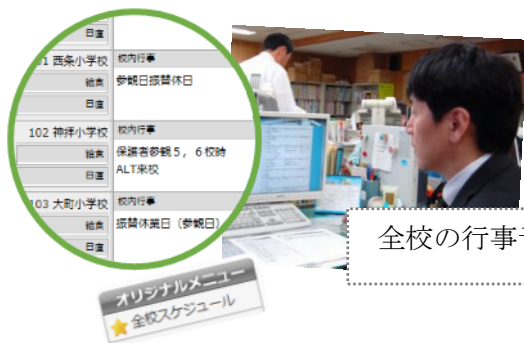 日直
01 西条小学校
校内行事
給食
参観日振替休日
日直
102 神拝小学校
校内行事
給食
保護者参観５，６校時
日直
ALT来校
103 大町小学校
校内行事
給食
振替休業日（参観日）
日直
全校の行事予
オリジナルメニュー
全校スケジュール